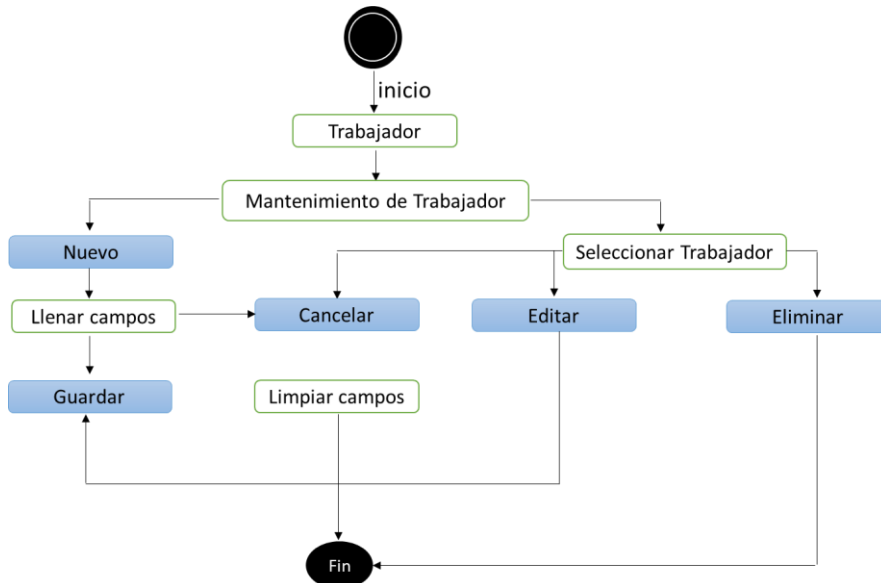 inicio
Trabajador
Mantenimiento de Trabajador
Nuevo
Seleccionar Trabajador
Llenar campos
Cancelar
Editar
Eliminar
Guardar
Limpiar campos
Fin